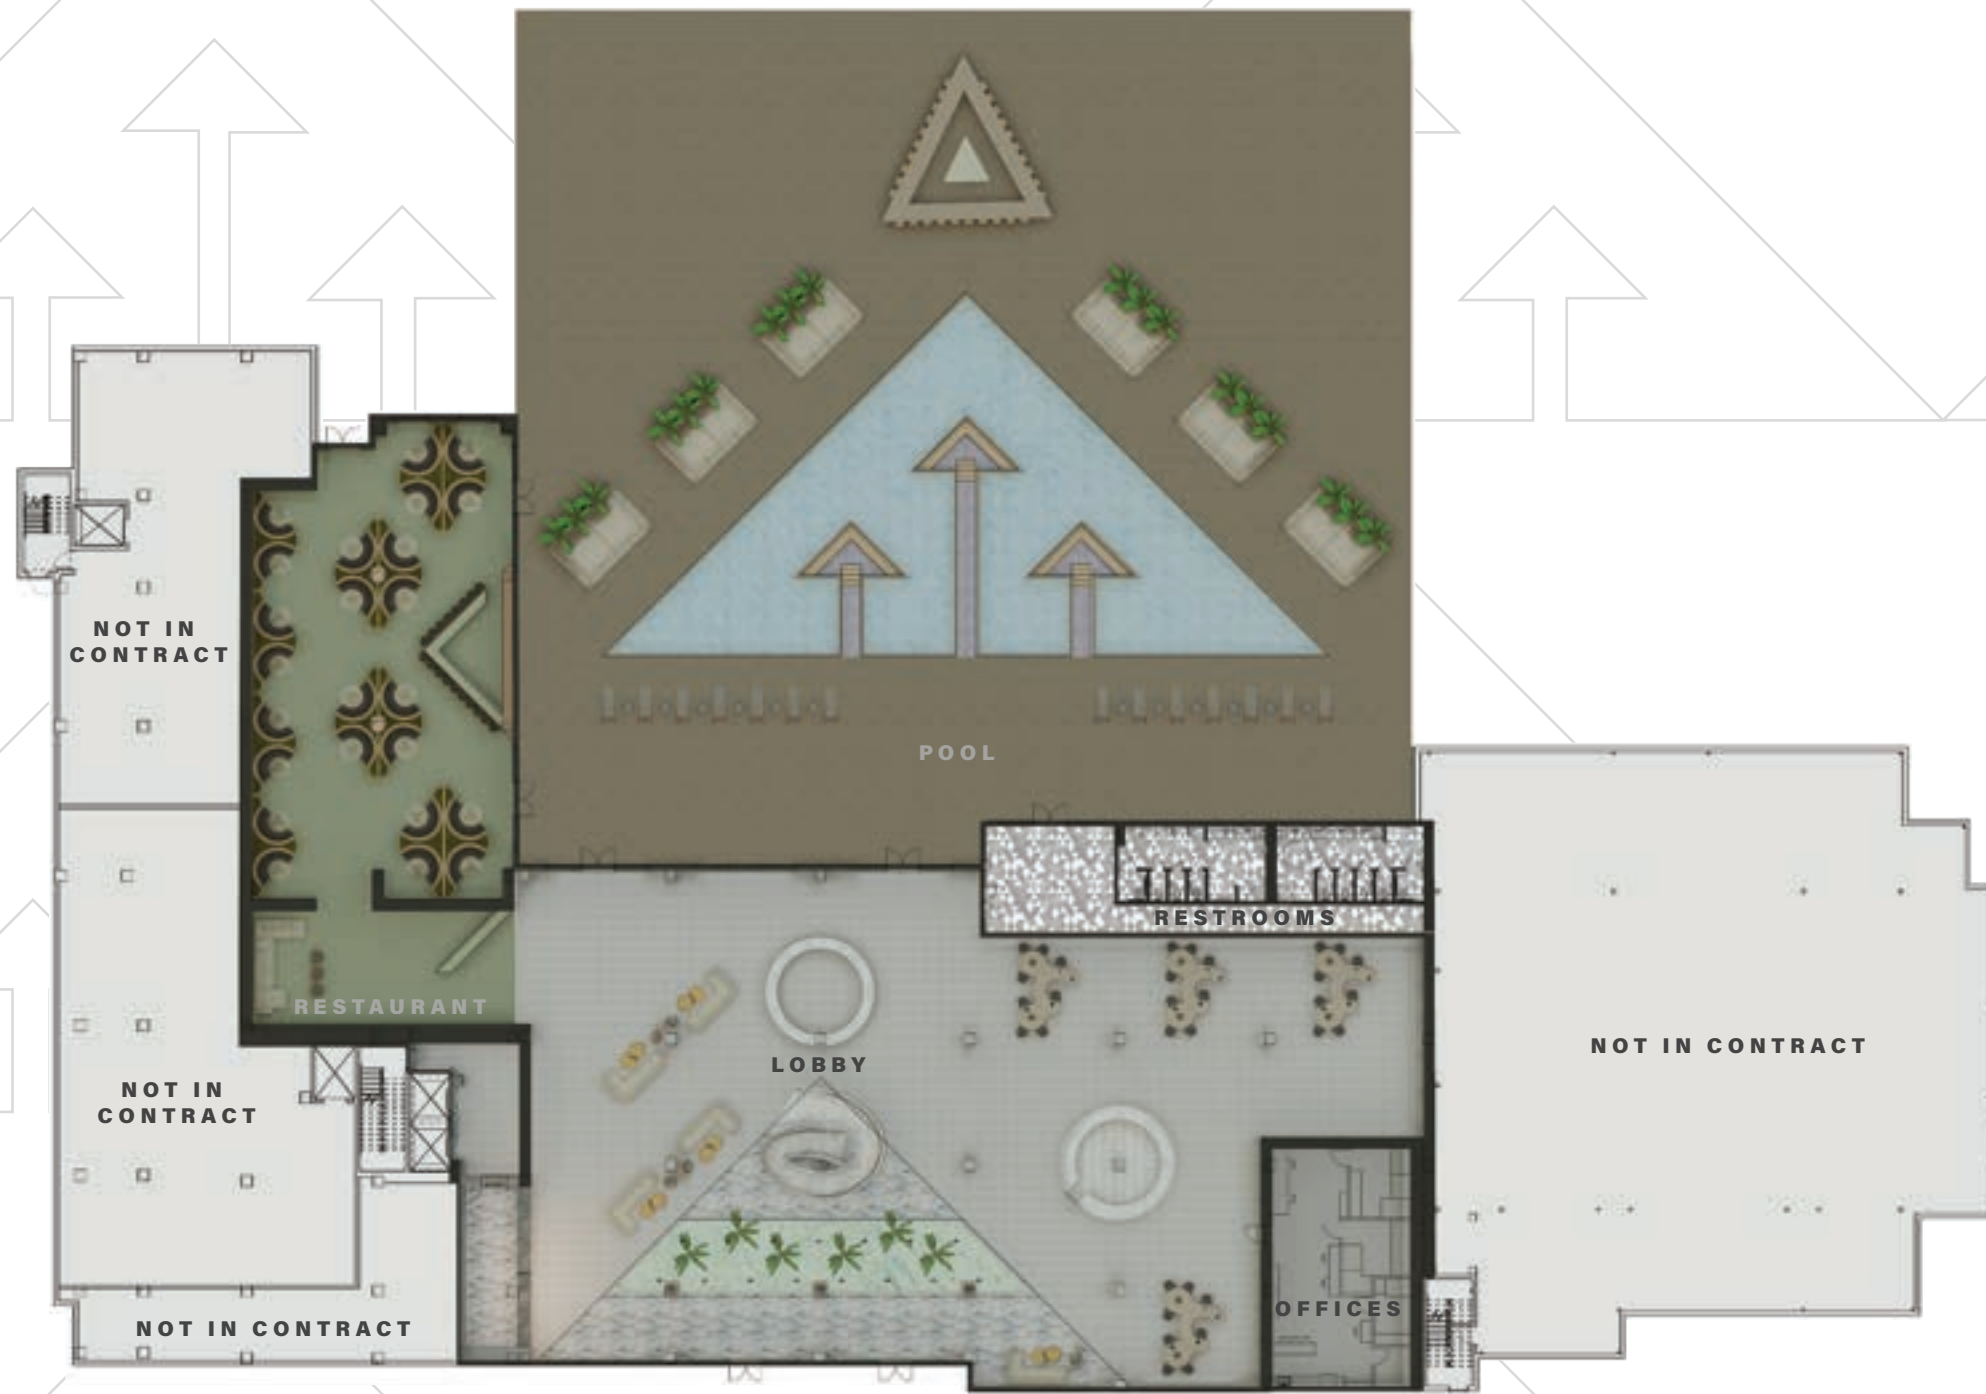 NOT IN
CONTRACT
POOL
RESTROOMS
RESTAURANT
LOBBY
NOT IN CONTRACT
NOT IN
CONTRACT
OFFICES
NOT IN CONTRACT